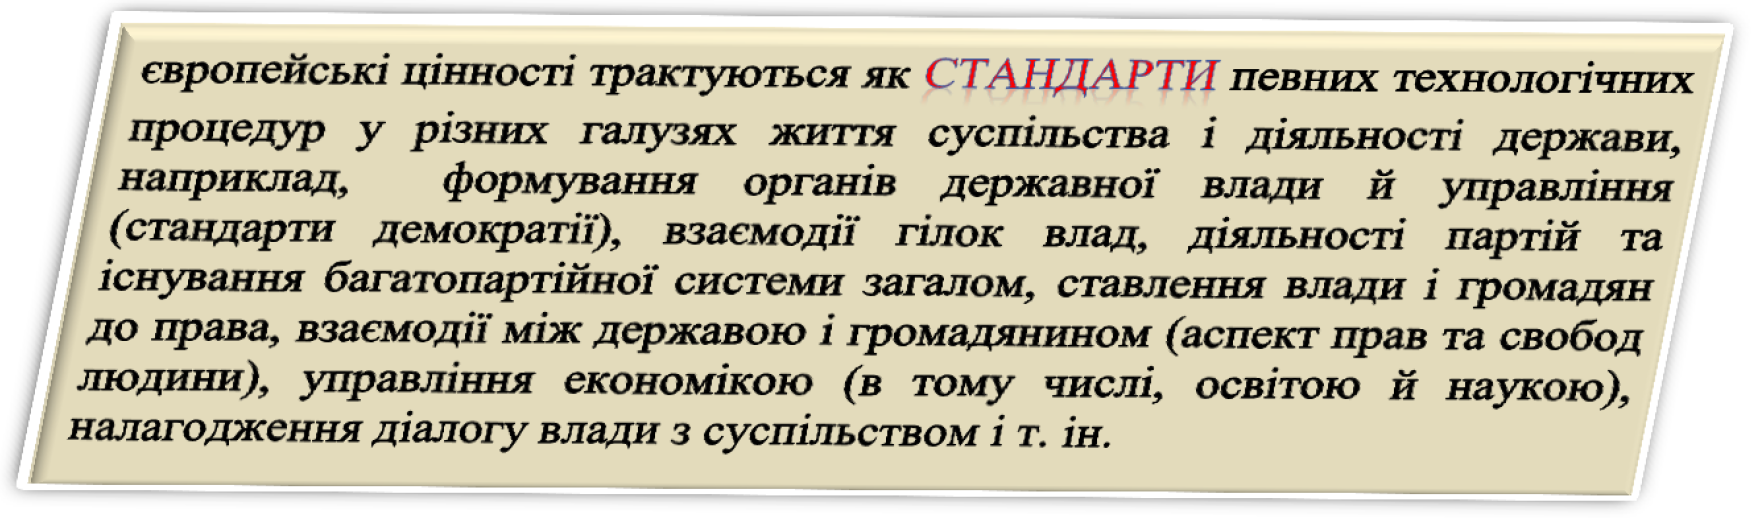 європейські цінності трактуються як СТАНДАРТИ певних технологічних
процедур у різних галузях життя суспільства і діяльності держави,
наприклад, формування органів державної влади й управління
(стандарти демократії), взаємодії гілок влад, діяльності партій та
існування багатопартійної системи загалом, ставлення влади і громадян
до права, взаємодії між державою і громадянином (аспект прав та свобод
людини), управління економікою (в тому числі, освітою й наукою),
налагодження діалогу влади з суспільством і т. ін.